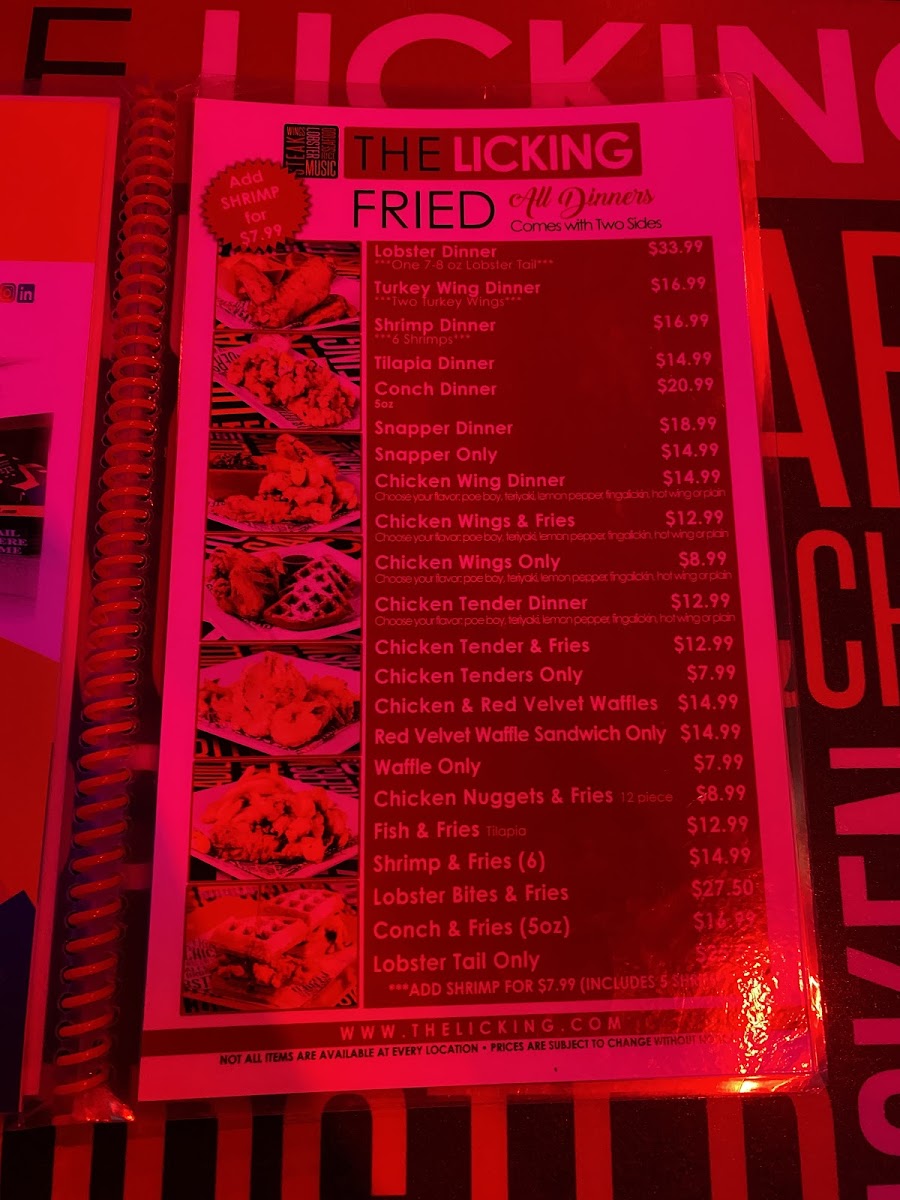 E LICKING
WINGS
STEAK LOBSTER MUSIC
THE LICKING
Add
SHRIMP
for
$7.99
FRIED All Dinners
Comes with Two Sides
Lobster Dinner $33.99
***One 7-8 oz Lobster Tail***
Turkey Wing Dinner $16.99
***Two Turkey Wings***
Shrimp Dinner $16.99
***6 Shrimps***
Tilapia Dinner $14.99
Conch Dinner $20.99
5oz
Snapper Dinner $18.99
Snapper Only $14.99
Chicken Wing Dinner $14.99
Choose your flavor: poe boy, teriyaki, lemon pepper, fingalickin, hot wing or plain
Chicken Wings & Fries $12.99
Choose your flavor: poe boy, teriyaki, lemon pepper, fingalickin, hot wing or plain
Chicken Wings Only $8.99
Choose your flavor: poe boy, teriyaki, lemon pepper, fingalickin, hot wing or plain
Chicken Tender Dinner $12.99
Choose your flavor: poe boy, teriyaki, lemon pepper, fingalickin, hot wing or plain
Chicken Tender & Fries $12.99
Chicken Tenders Only $7.99
Chicken & Red Velvet Waffles $14.99
Red Velvet Waffle Sandwich Only $14.99
Waffle Only $7.99
Chicken Nuggets & Fries 12 piece $8.99
Fish & Fries Tilapia $12.99
Shrimp & Fries (6) $14.99
Lobster Bites & Fries $27.50
Conch & Fries (5oz) $16.99
Lobster Tail Only
***ADD SHRIMP FOR $7.99 (INCLUDES 5
WWW.THELICKING.COM
NOT ALL ITEMS ARE AVAILABLE AT EVERY LOCATION • PRICES ARE SUBJECT TO CHANGE WITHOUT